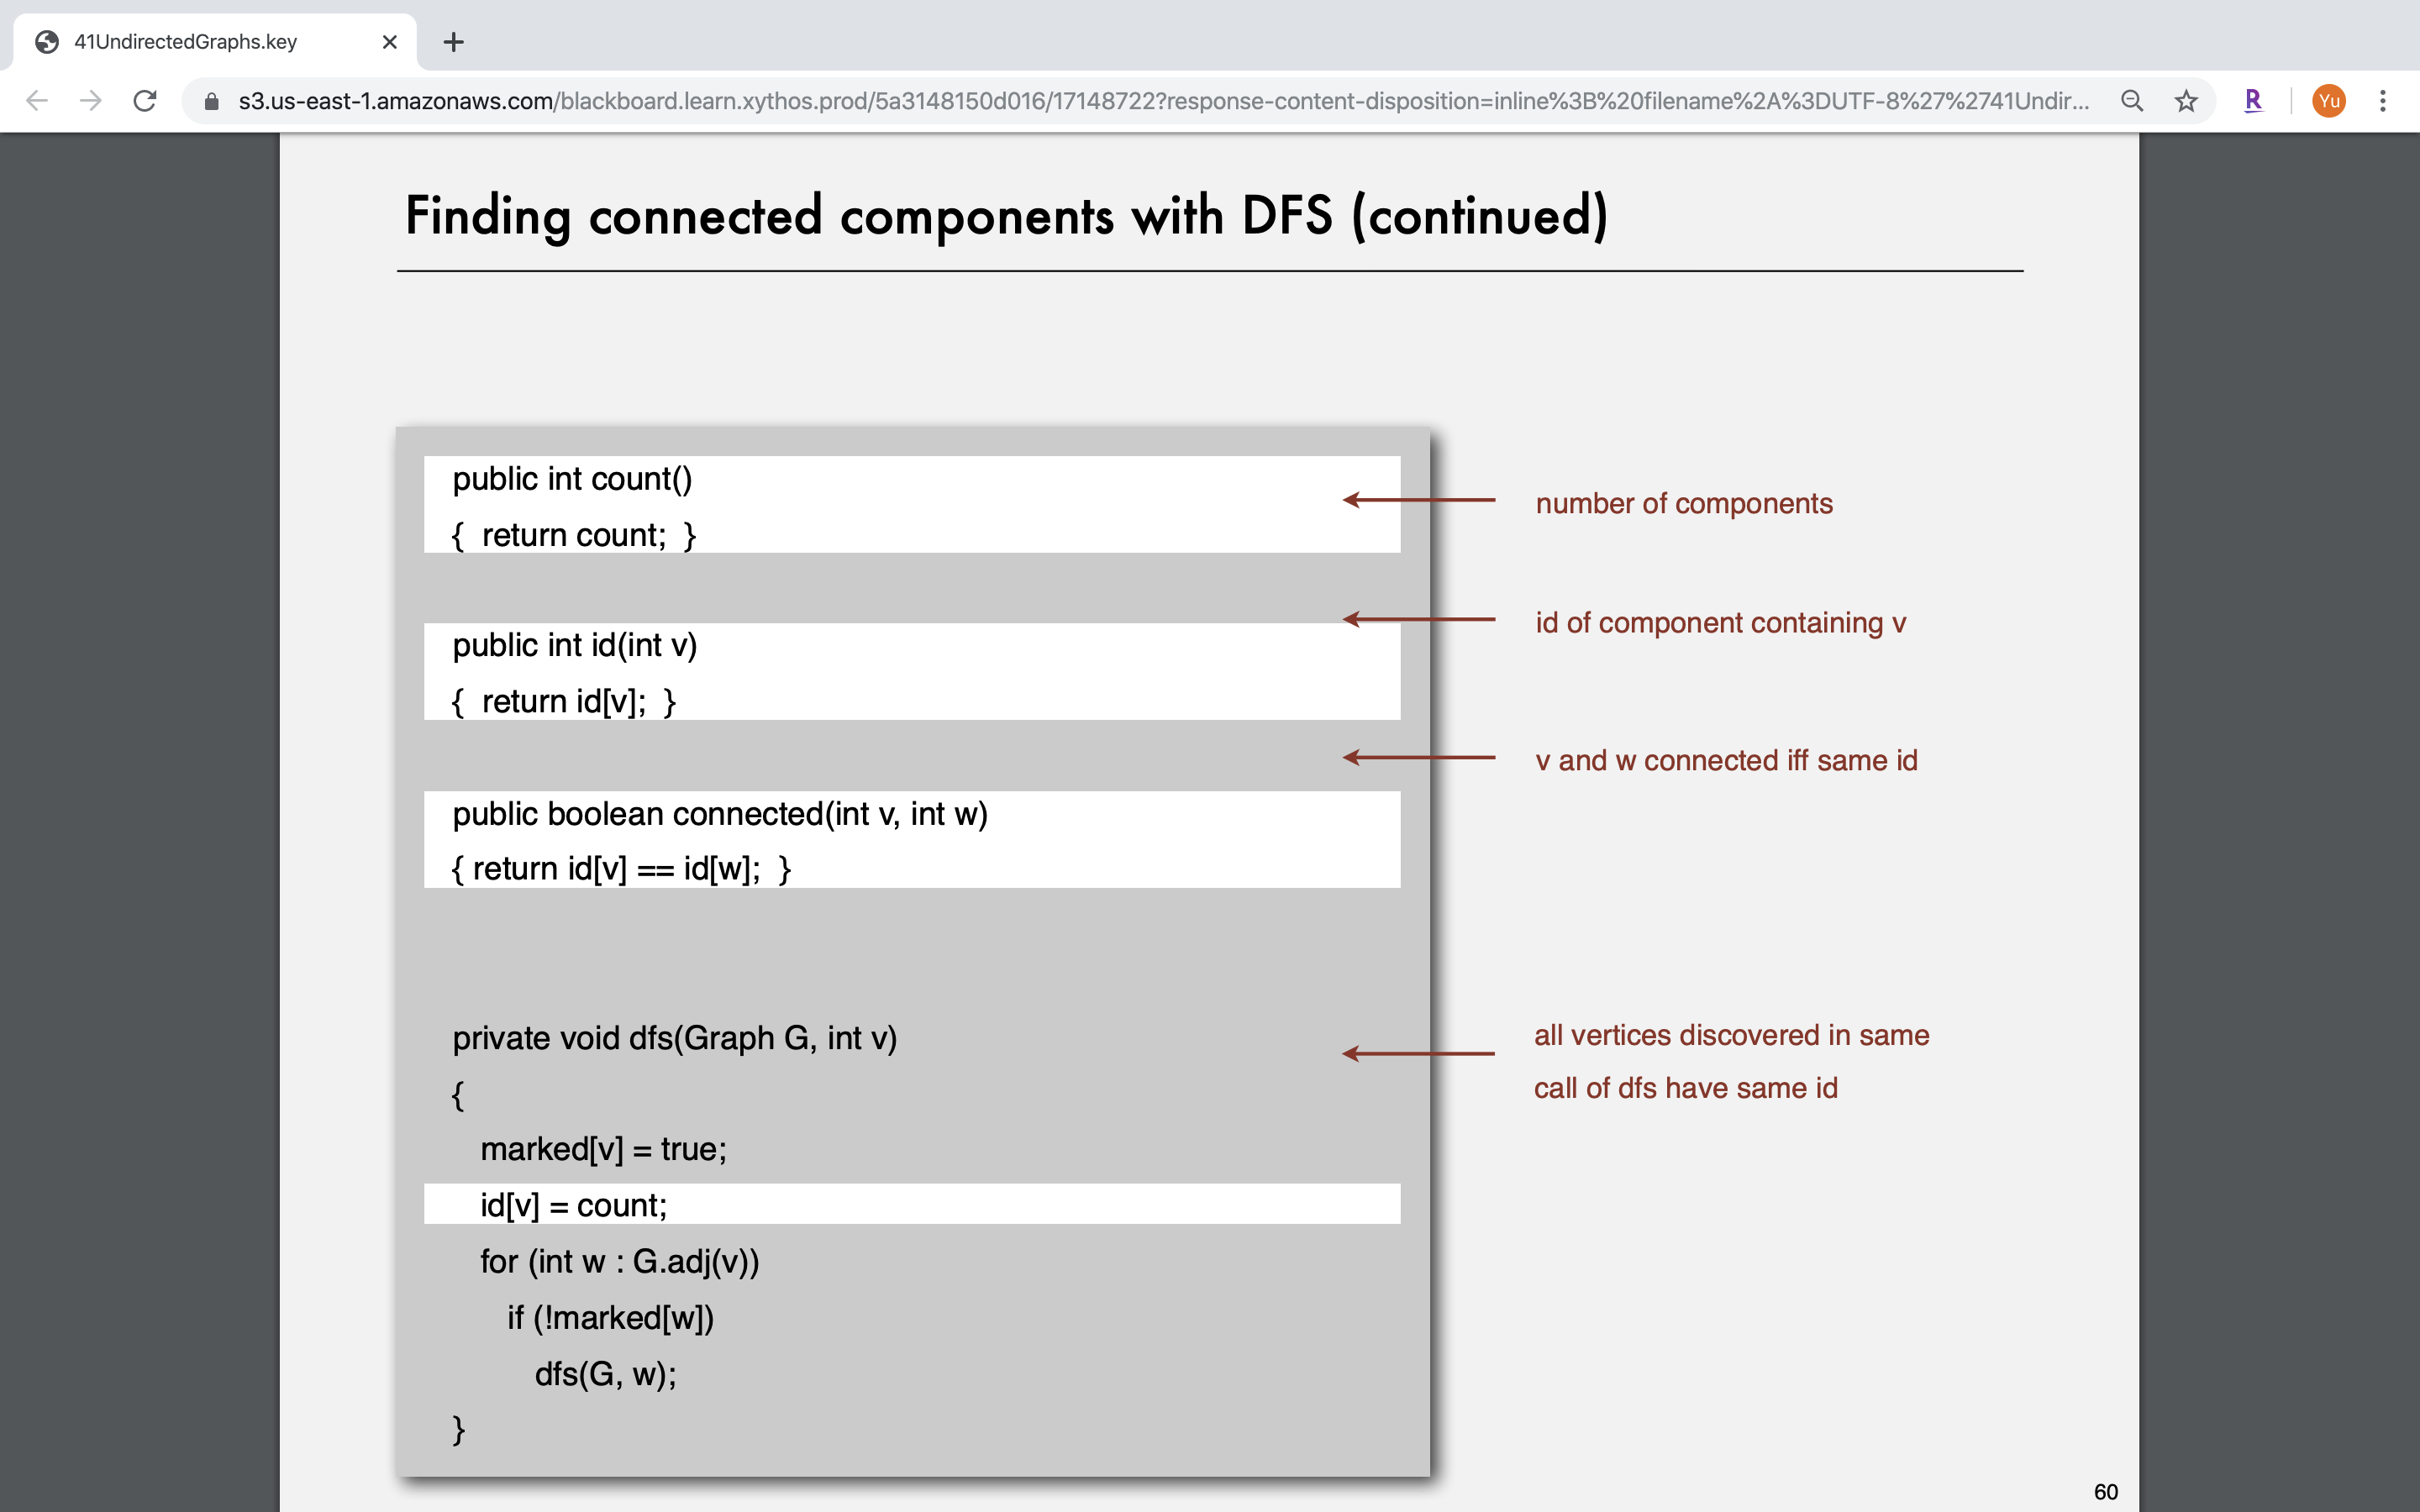 41UndirectedGraphs.key
s3.us-east-1.amazonaws.com/blackboard.learn.xythos.prod/5a3148150d016/17148722?response-content-disposition=inline%3B%20filename%2A%3DUTF-8%27%2741Undir...
R
Yu
Finding connected components with DFS (continued)
public int count()
{ return count; }
number of components
public int id(int v)
{ return id[v]; }
id of component containing v
public boolean connected(int v, int w)
{ return id[v] == id[w]; }
v and w connected iff same id
private void dfs(Graph G, int v)
{
marked[v] = true;
id[v] = count;
for (int w : G.adj(v))
if (!marked[w])
dfs(G, w);
}
all vertices discovered in same
call of dfs have same id
60